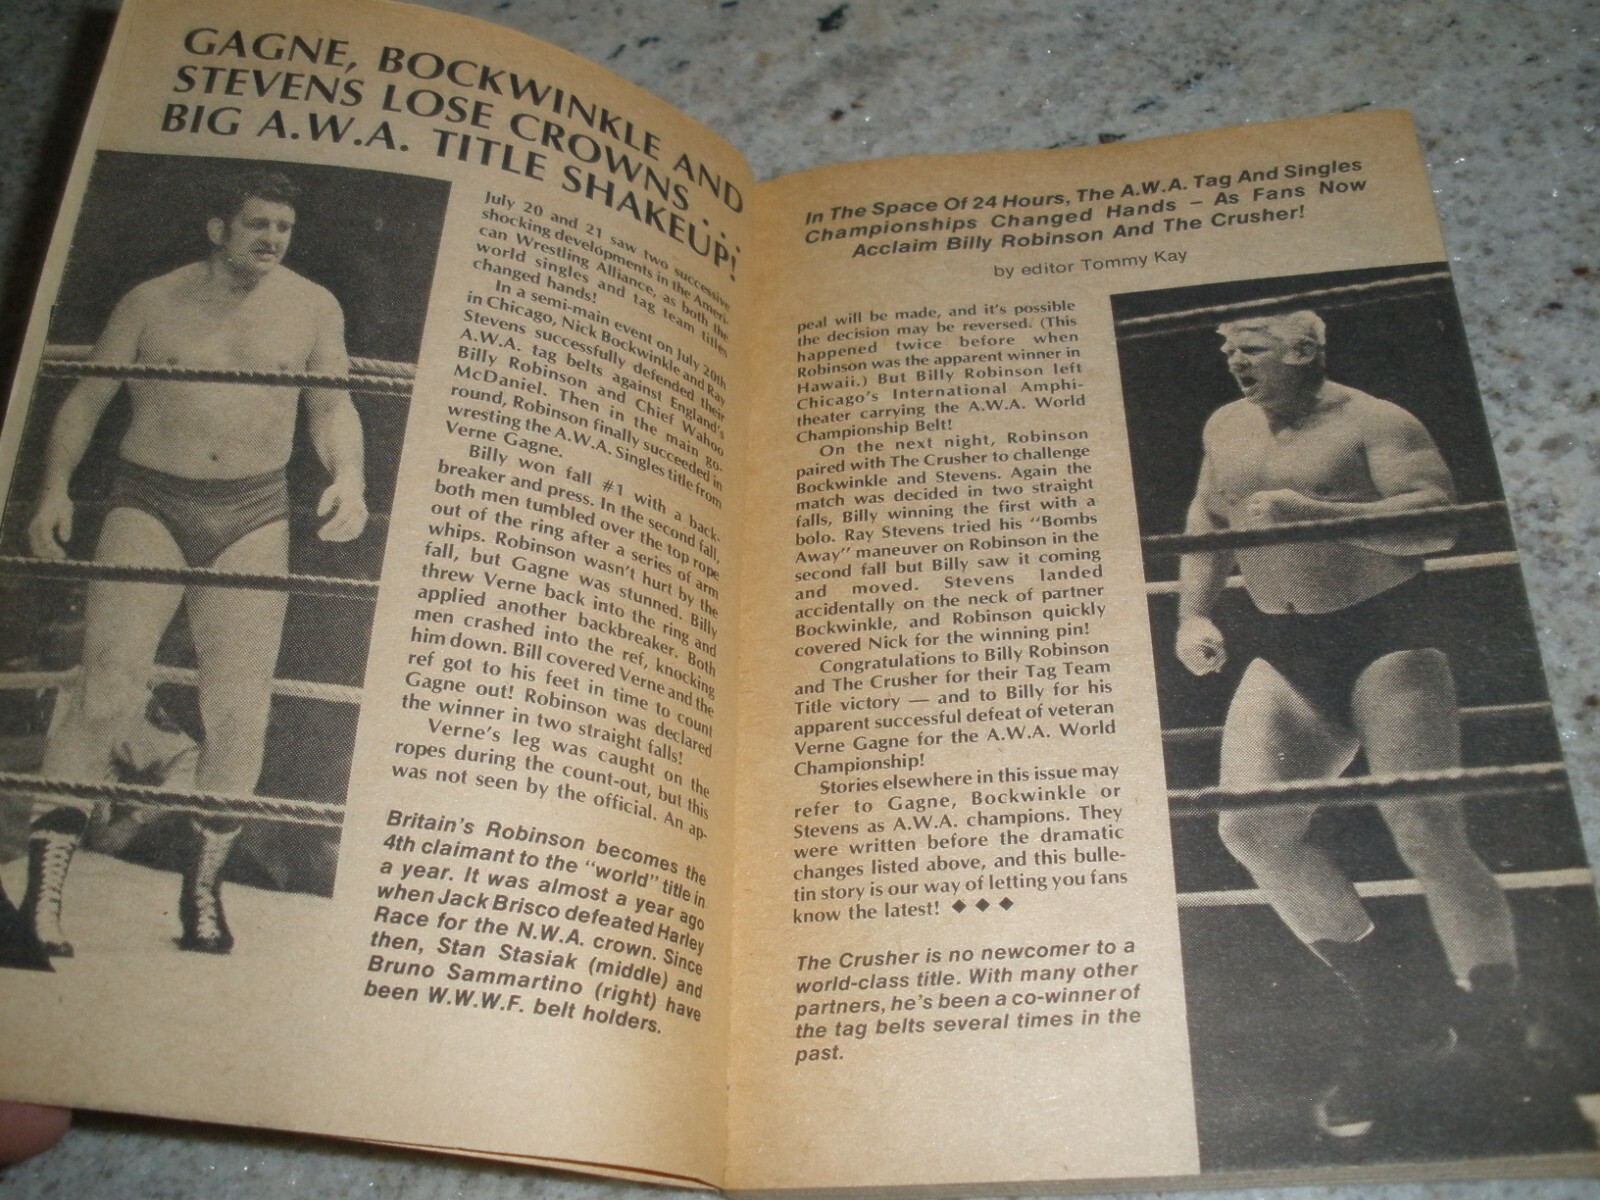 GAGNE, BOCKWINKLE AND
STEVENS LOSE CROWNS . . .
BIG A.W.A. TITLE SHAKEUP!
July 20 and 21 saw two successive
shocking developments in the Ameri-
can Wrestling Alliance, as both the
world singles and tag team titles
changed hands!
In a semi-main event on July 20th
in Chicago, Nick Bockwinkle and Ray
Stevens successfully defended their
A.W.A. tag belts against England's
Billy Robinson and Chief Wahoo
McDaniel. Then in the main go-
round, Robinson finally succeeded in
wresting the A.W.A. Singles title from
Verne Gagne.
Billy won fall #1 with a back-
breaker and press. In the second fall,
both men tumbled over the top rope
out of the ring after a series of arm
whips. Robinson wasn't hurt by the
fall, but Gagne was stunned. Billy
threw Verne back into the ring and
applied another backbreaker. Both
men crashed into the ref, knocking
him down. Bill covered Verne and the
ref got to his feet in time to count
Gagne out! Robinson was declared
the winner in two straight falls!
Verne's leg was caught on the
ropes during the count-out, but this
was not seen by the official. An ap-
Britain's Robinson becomes the
4th claimant to the "world" title in
a year. It was almost a year ago
when Jack Brisco defeated Harley
Race for the N.W.A. crown. Since
then, Stan Stasiak (middle) and
Bruno Sammartino (right) have
been W.W.W.F. belt holders.
In The Space Of 24 Hours, The A.W.A. Tag And Singles
Championships Changed Hands – As Fans Now
Acclaim Billy Robinson And The Crusher!
by editor Tommy Kay
peal will be made, and it's possible
the decision may be reversed. (This
happened twice before when
Robinson was the apparent winner in
Hawaii.) But Billy Robinson left
Chicago's International Amphi-
theater carrying the A.W.A. World
Championship Belt!
On the next night, Robinson
paired with The Crusher to challenge
Bockwinkle and Stevens. Again the
match was decided in two straight
falls, Billy winning the first with a
bolo. Ray Stevens tried his "Bombs
Away" maneuver on Robinson in the
second fall but Billy saw it coming
and moved. Stevens landed
accidentally on the neck of partner
Bockwinkle, and Robinson quickly
covered Nick for the winning pin!
Congratulations to Billy Robinson
and The Crusher for their Tag Team
Title victory — and to Billy for his
apparent successful defeat of veteran
Verne Gagne for the A.W.A. World
Championship!
Stories elsewhere in this issue may
refer to Gagne, Bockwinkle or
Stevens as A.W.A. champions. They
were written before the dramatic
changes listed above, and this bulle-
tin story is our way of letting you fans
know the latest! ◆ ◆ ◆
The Crusher is no newcomer to a
world-class title. With many other
partners, he's been a co-winner of
the tag belts several times in the
past.